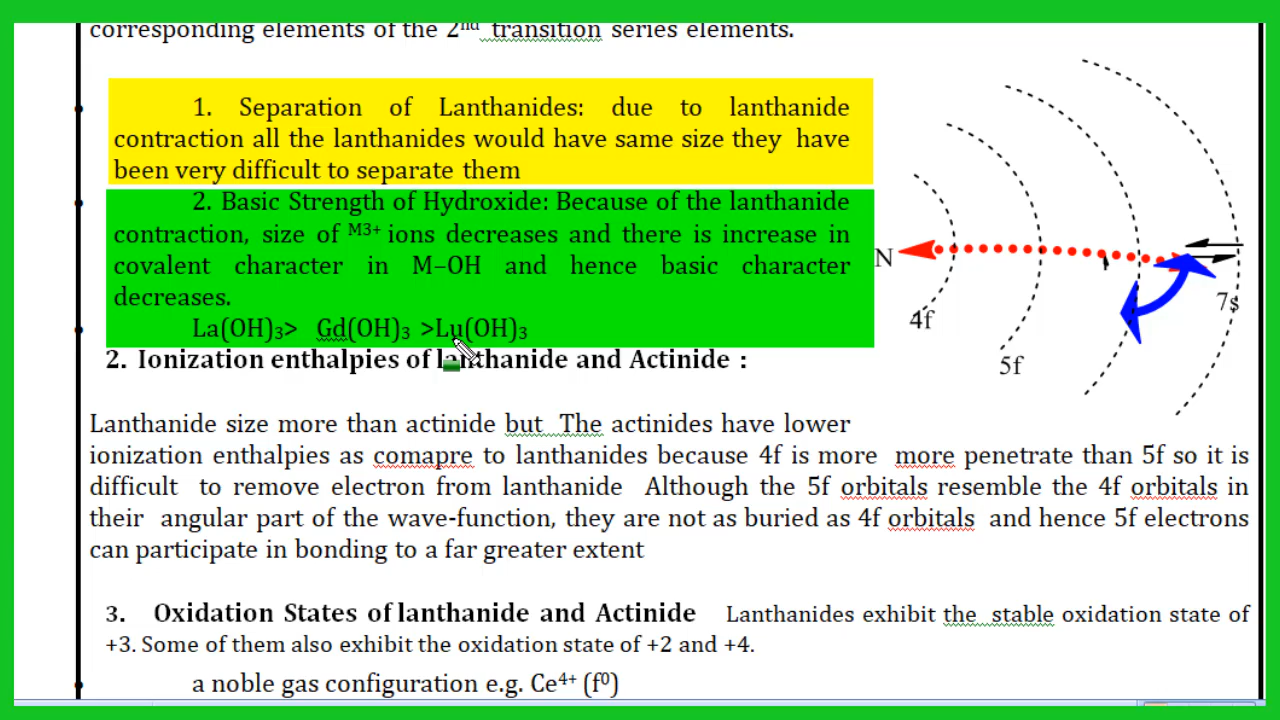 corresponding elements of the 2nd transition series elements.
1. Separation of Lanthanides: due to lanthanide
contraction all the lanthanides would have same size they have
been very difficult to separate them
2. Basic Strength of Hydroxide: Because of the lanthanide
contraction, size of M3+ ions decreases and there is increase in
covalent character in M–OH and hence basic character
decreases.
La(OH)3> Gd(OH)3 >Lu(OH)3
N
4f
5f
7s
2. Ionization enthalpies of lanthanide and Actinide :
Lanthanide size more than actinide but The actinides have lower
ionization enthalpies as comapre to lanthanides because 4f is more more penetrate than 5f so it is
difficult to remove electron from lanthanide Although the 5f orbitals resemble the 4f orbitals in
their angular part of the wave-function, they are not as buried as 4f orbitals and hence 5f electrons
can participate in bonding to a far greater extent
3. Oxidation States of lanthanide and Actinide Lanthanides exhibit the stable oxidation state of
+3. Some of them also exhibit the oxidation state of +2 and +4.
a noble gas configuration e.g. Ce4+ (f0)